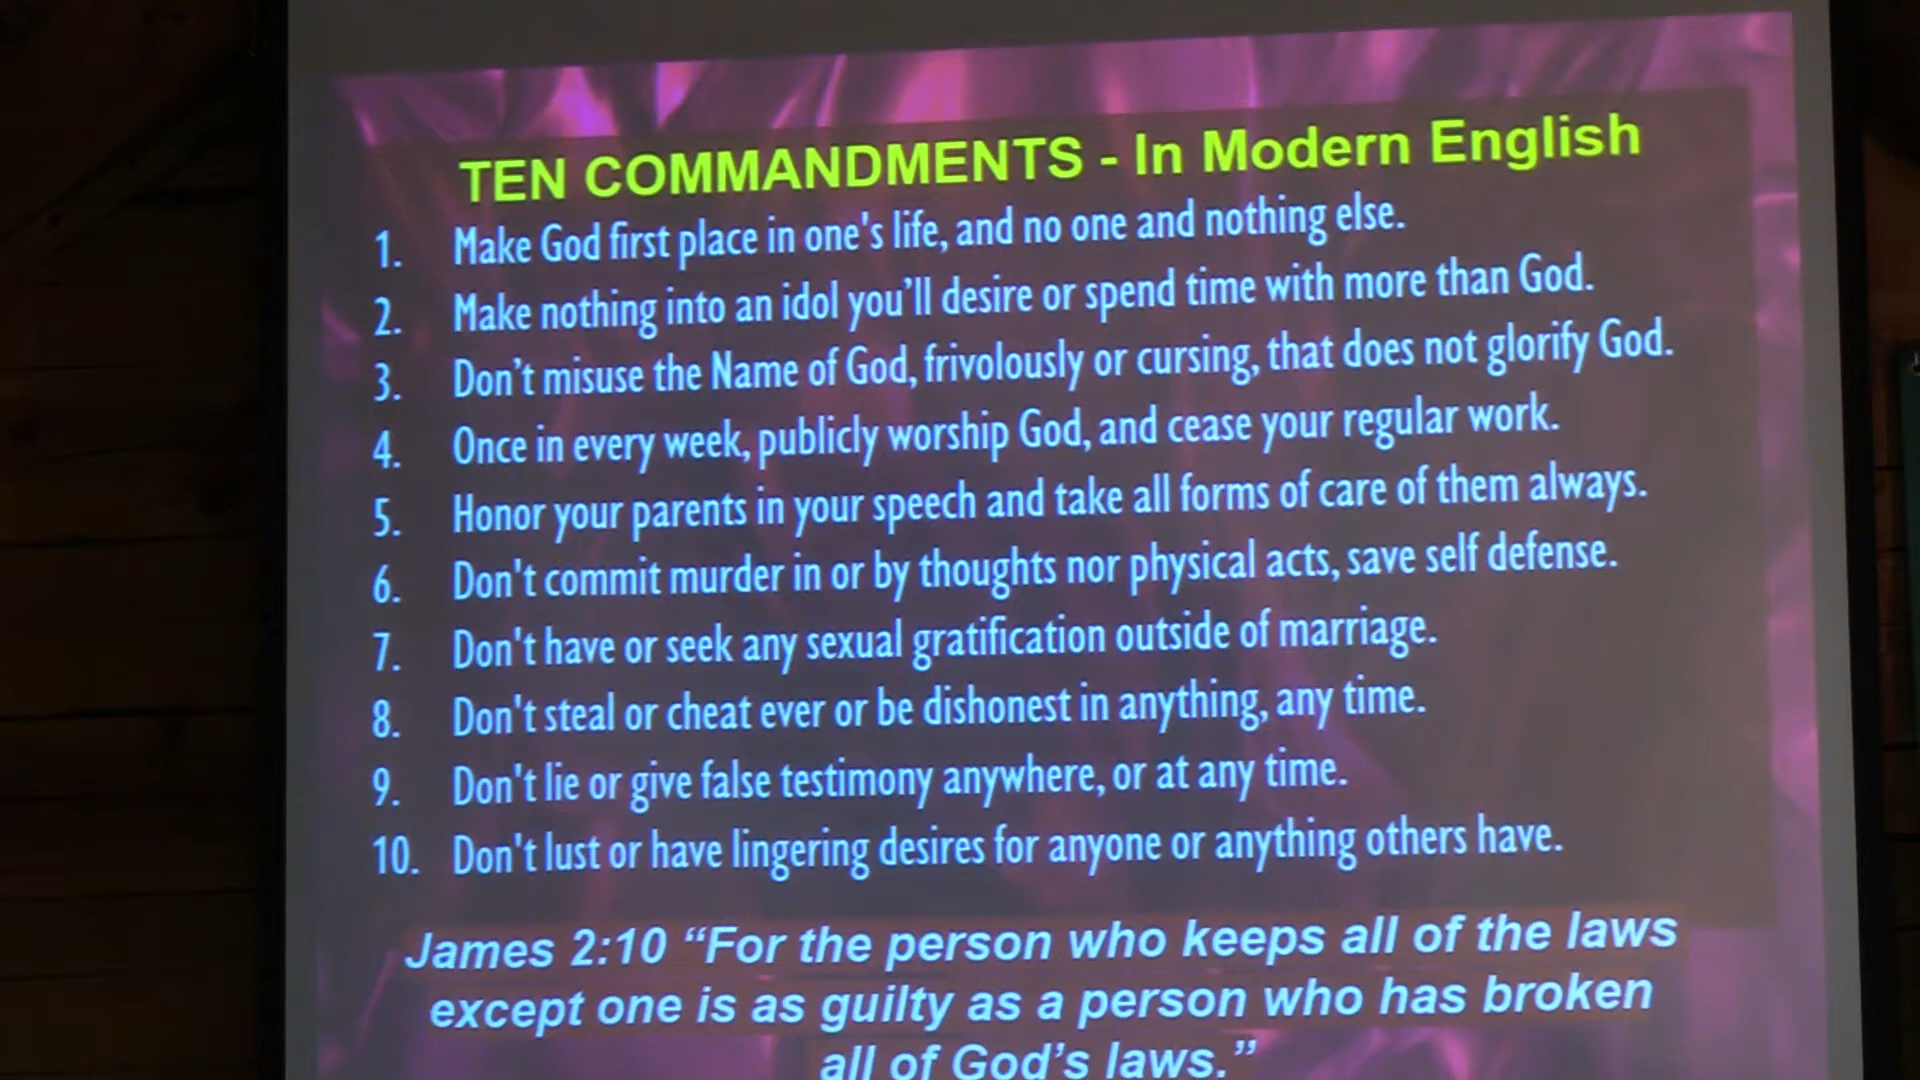 TEN COMMANDMENTS - In Modern English
1. Make God first place in one's life, and no one and nothing else.
2. Make nothing into an idol you’ll desire or spend time with more than God.
3. Don’t misuse the Name of God, frivolously or cursing, that does not glorify God.
4. Once in every week, publicly worship God, and cease your regular work.
5. Honor your parents in your speech and take all forms of care of them always.
6. Don't commit murder in or by thoughts nor physical acts, save self defense.
7. Don't have or seek any sexual gratification outside of marriage.
8. Don't steal or cheat ever or be dishonest in anything, any time.
9. Don't lie or give false testimony anywhere, or at any time.
10. Don't lust or have lingering desires for anyone or anything others have.
James 2:10 “For the person who keeps all of the laws
except one is as guilty as a person who has broken
all of God’s laws.”